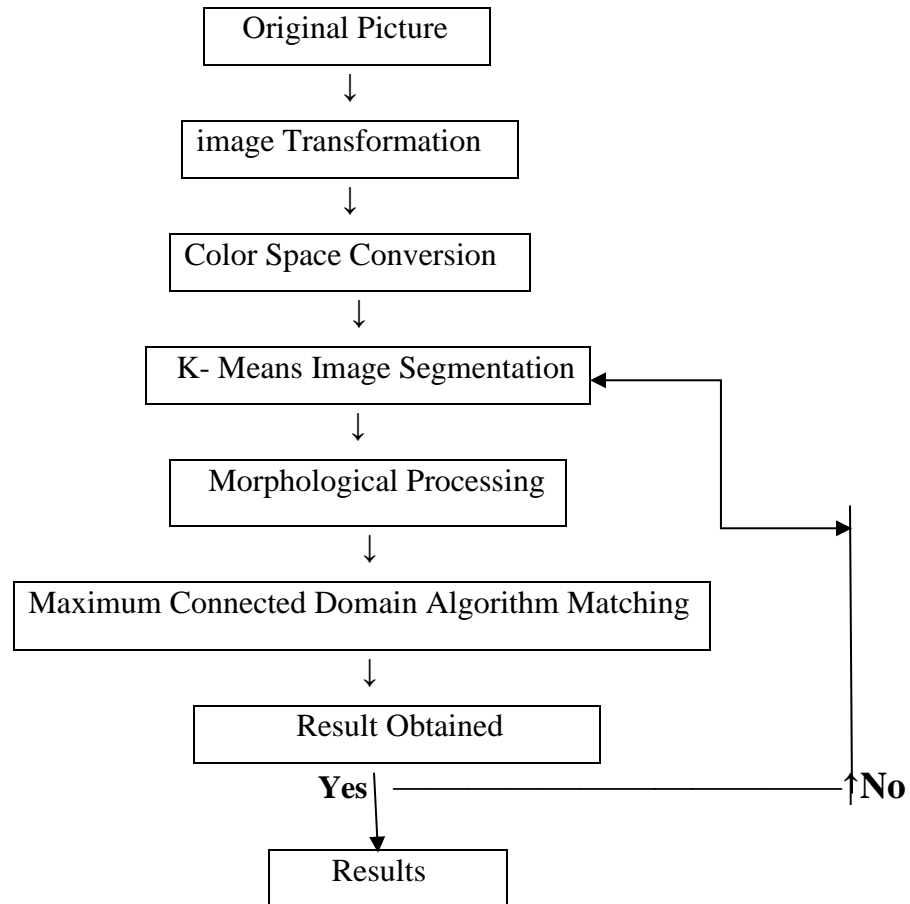 Original Picture
↓
image Transformation
↓
Color Space Conversion
↓
K- Means Image Segmentation
↓
Morphological Processing
↓
Maximum Connected Domain Algorithm Matching
↓
Result Obtained
Yes ↑No
Results